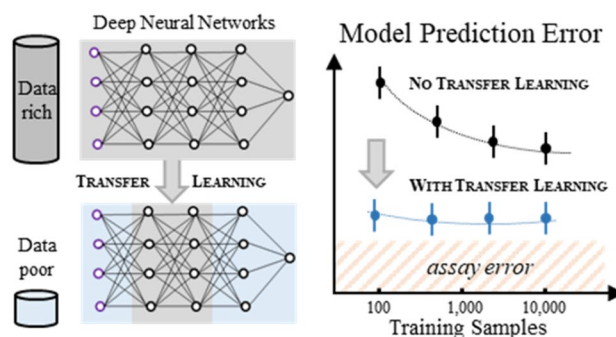 Deep Neural Networks
Data
rich
TRANSFER LEARNING
Data
poor
Model Prediction Error
NO TRANSFER LEARNING
WITH TRANSFER LEARNING
assay error
100 1,000 10,000
Training Samples